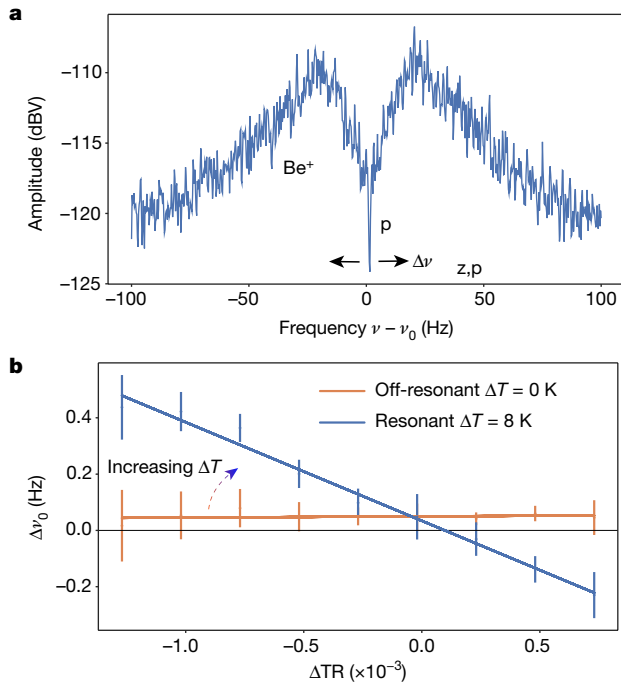 a
Amplitude (dBV)
−110
−115
−120
−125
Be⁺
p
Δν
z,p
−100
−50
0
50
100
Frequency ν − ν₀ (Hz)
b
Δν₀ (Hz)
0.4
0.2
0.0
−0.2
Off-resonant ΔT = 0 K
Resonant ΔT = 8 K
Increasing ΔT
−1.0
−0.5
0.0
0.5
ΔTR (×10⁻³)